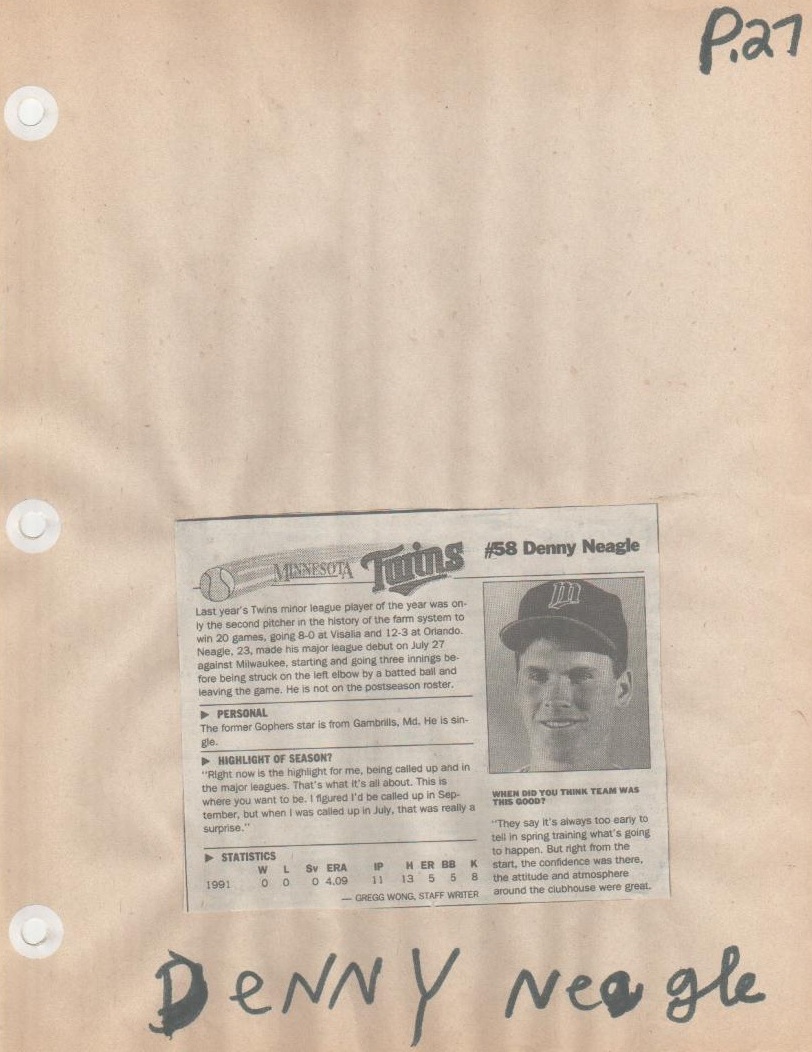 P.27
MINNESOTA Twins
#58 Denny Neagle
Last year's Twins minor league player of the year was on-
ly the second pitcher in the history of the farm system to
win 20 games, going 8-0 at Visalia and 12-3 at Orlando.
Neagle, 23, made his major league debut on July 27
against Milwaukee, starting and going three innings be-
fore being struck on the left elbow by a batted ball and
leaving the game. He is not on the postseason roster.
▶ PERSONAL
The former Gophers star is from Gambrills, Md. He is sin-
gle.
▶ HIGHLIGHT OF SEASON?
"Right now is the highlight for me, being called up and in
the major leagues. That's what it's all about. This is
where you want to be. I figured I'd be called up in Sep-
tember, but when I was called up in July, that was really a
surprise."
▶ STATISTICS
W L Sv ERA IP H ER BB K
1991 0 0 0 4.09 11 13 5 5 8
— GREGG WONG, STAFF WRITER
m
WHEN DID YOU THINK TEAM WAS
THIS GOOD?
"They say it's always too early to
tell in spring training what's going
to happen. But right from the
start, the confidence was there,
the attitude and atmosphere
around the clubhouse were great.
DeNNY Neagle